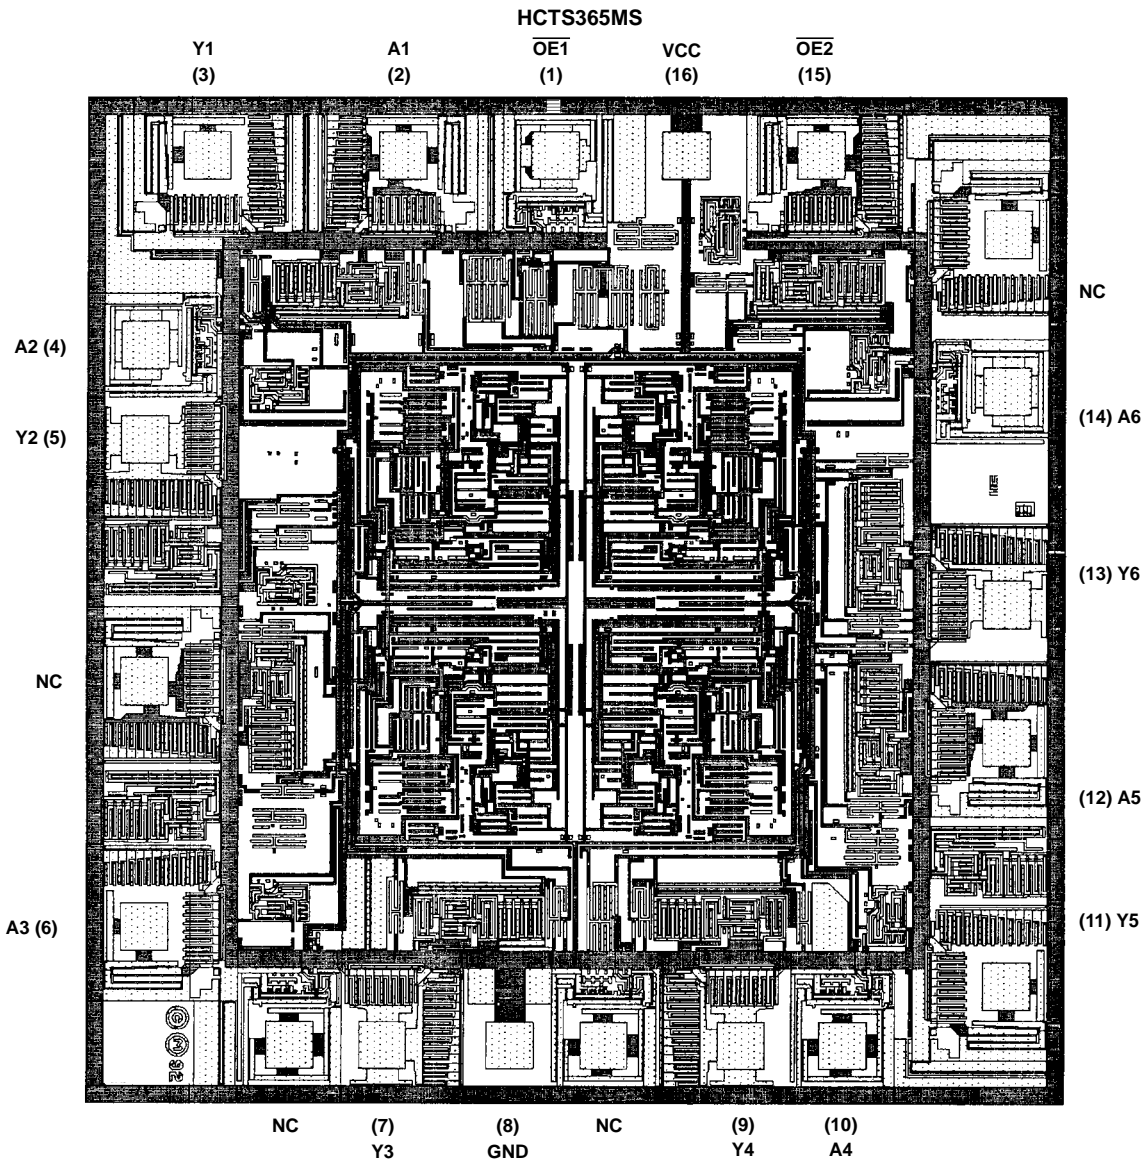 HCTS365MS
Y1 A1 OE1 VCC OE2
(3) (2) (1) (16) (15)
NC
A2 (4)
(14) A6
Y2 (5)
(13) Y6
NC
(12) A5
A3 (6)
(11) Y5
NC (7) (8) NC (9) (10)
Y3 GND Y4 A4